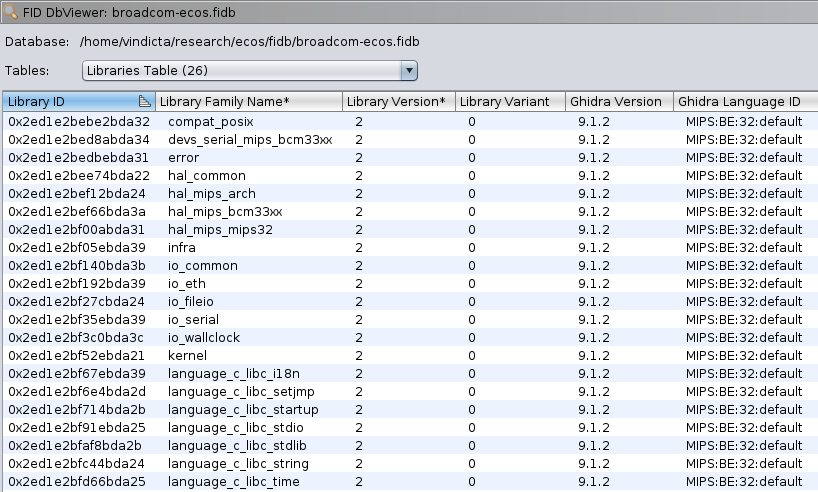 FID DbViewer: broadcom-ecos.fidb
Database: /home/vindicta/research/ecos/fidb/broadcom-ecos.fidb
Tables: Libraries Table (26)
Library ID Library Family Name* Library Version* Library Variant Ghidra Version Ghidra Language ID
0x2ed1e2bebe2bda32 compat_posix 2 0 9.1.2 MIPS:BE:32:default
0x2ed1e2bed8abda34 devs_serial_mips_bcm33xx 2 0 9.1.2 MIPS:BE:32:default
0x2ed1e2bedbebda31 error 2 0 9.1.2 MIPS:BE:32:default
0x2ed1e2bee74bda22 hal_common 2 0 9.1.2 MIPS:BE:32:default
0x2ed1e2bef12bda24 hal_mips_arch 2 0 9.1.2 MIPS:BE:32:default
0x2ed1e2bef66bda3a hal_mips_bcm33xx 2 0 9.1.2 MIPS:BE:32:default
0x2ed1e2bf00abda31 hal_mips_mips32 2 0 9.1.2 MIPS:BE:32:default
0x2ed1e2bf05ebda39 infra 2 0 9.1.2 MIPS:BE:32:default
0x2ed1e2bf140bda3b io_common 2 0 9.1.2 MIPS:BE:32:default
0x2ed1e2bf192bda39 io_eth 2 0 9.1.2 MIPS:BE:32:default
0x2ed1e2bf27cbda24 io_fileio 2 0 9.1.2 MIPS:BE:32:default
0x2ed1e2bf35ebda39 io_serial 2 0 9.1.2 MIPS:BE:32:default
0x2ed1e2bf3c0bda3c io_wallclock 2 0 9.1.2 MIPS:BE:32:default
0x2ed1e2bf52ebda21 kernel 2 0 9.1.2 MIPS:BE:32:default
0x2ed1e2bf67ebda39 language_c_libc_i18n 2 0 9.1.2 MIPS:BE:32:default
0x2ed1e2bf6e4bda2d language_c_libc_setjmp 2 0 9.1.2 MIPS:BE:32:default
0x2ed1e2bf714bda2b language_c_libc_startup 2 0 9.1.2 MIPS:BE:32:default
0x2ed1e2bf91ebda25 language_c_libc_stdio 2 0 9.1.2 MIPS:BE:32:default
0x2ed1e2bfaf8bda2b language_c_libc_stdlib 2 0 9.1.2 MIPS:BE:32:default
0x2ed1e2bfc44bda24 language_c_libc_string 2 0 9.1.2 MIPS:BE:32:default
0x2ed1e2bfd66bda25 language_c_libc_time 2 0 9.1.2 MIPS:BE:32:default